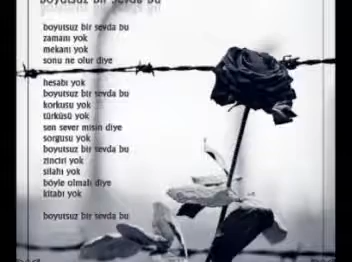 boyutsuz bir sevda bu
boyutsuz bir sevda bu
zamanı yok
mekanı yok
sonu ne olur diye
hesabı yok
boyutsuz bir sevda bu
korkusu yok
türküsü yok
sen sever misin diye
sorgusu yok
boyutsuz bir sevda bu
zinciri yok
silahı yok
böyle olmalı diye
kitabı yok
boyutsuz bir sevda bu